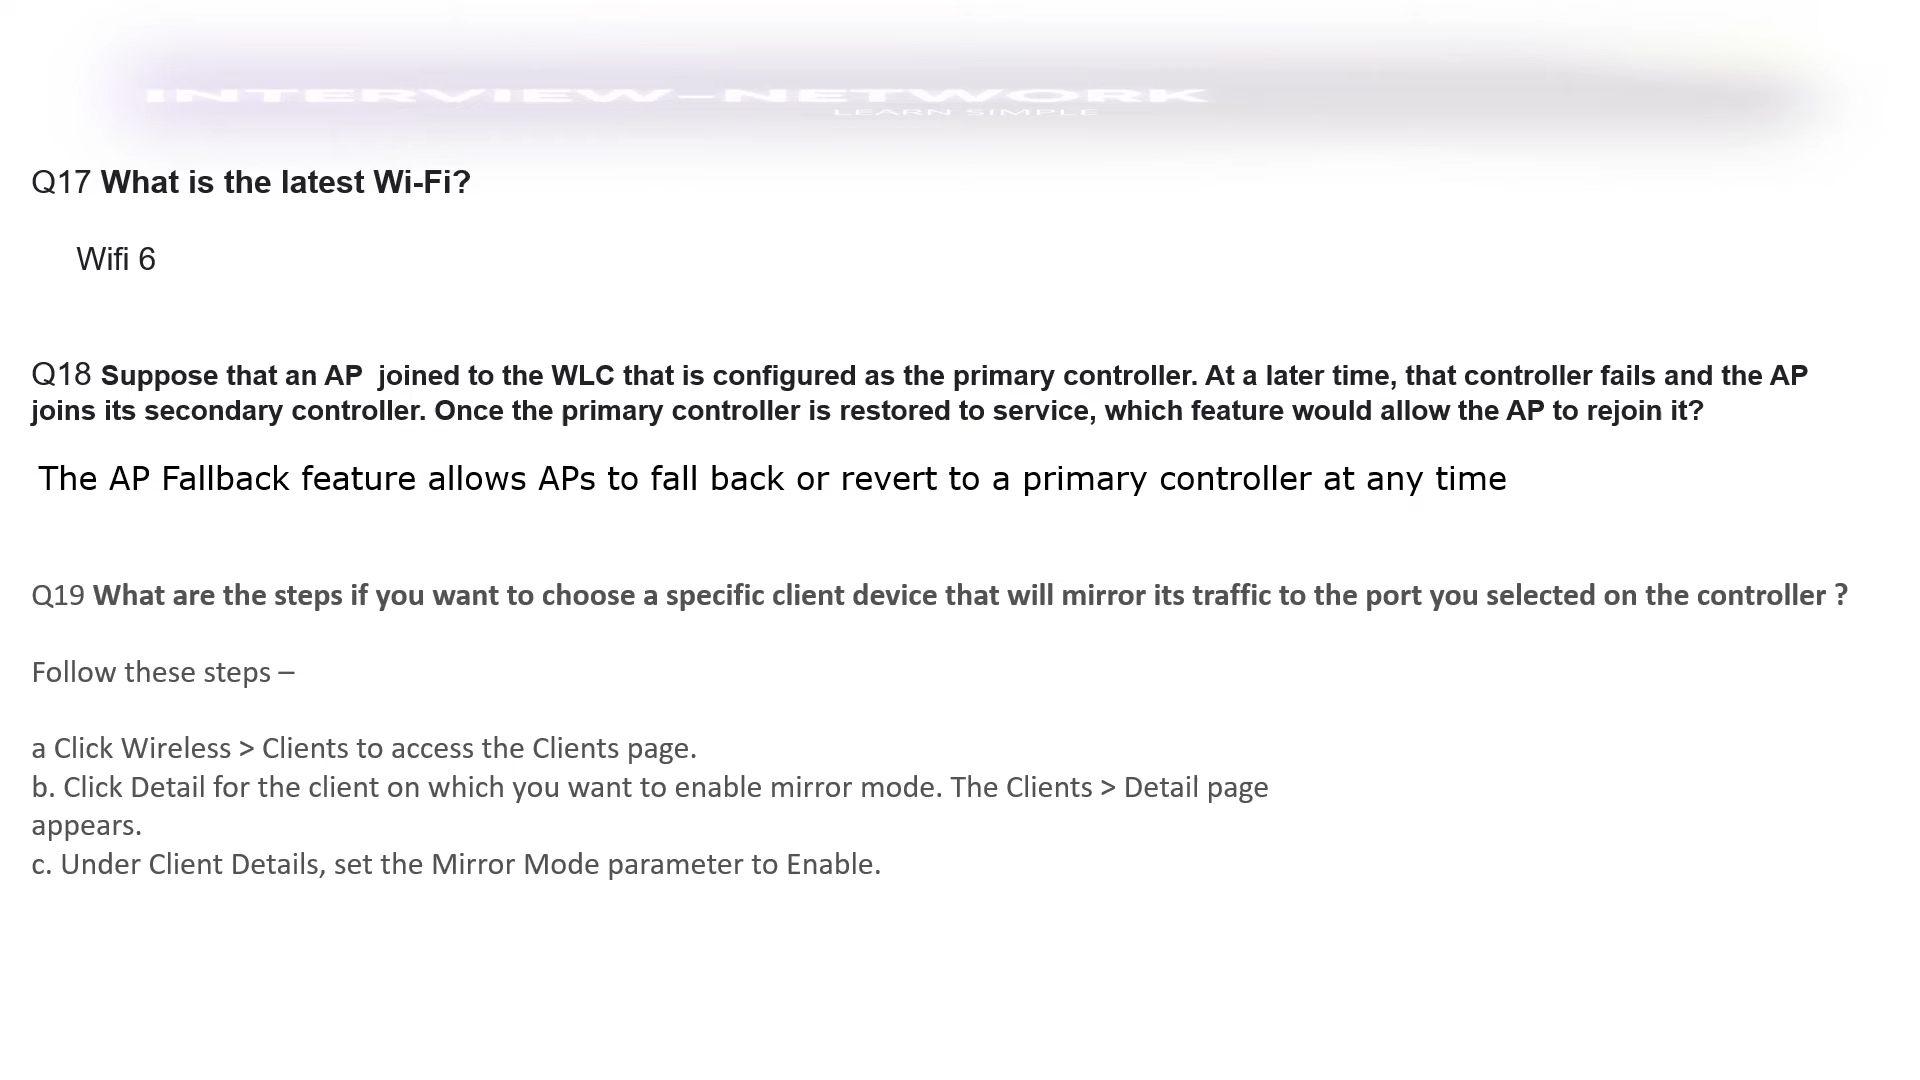 INTERVIEW-NETWORK
LEARN SIMPLE
Q17 What is the latest Wi-Fi?
Wifi 6
Q18 Suppose that an AP  joined to the WLC that is configured as the primary controller. At a later time, that controller fails and the AP
joins its secondary controller. Once the primary controller is restored to service, which feature would allow the AP to rejoin it?
The AP Fallback feature allows APs to fall back or revert to a primary controller at any time
Q19 What are the steps if you want to choose a specific client device that will mirror its traffic to the port you selected on the controller ?
Follow these steps –
a Click Wireless > Clients to access the Clients page.
b. Click Detail for the client on which you want to enable mirror mode. The Clients > Detail page
appears.
c. Under Client Details, set the Mirror Mode parameter to Enable.